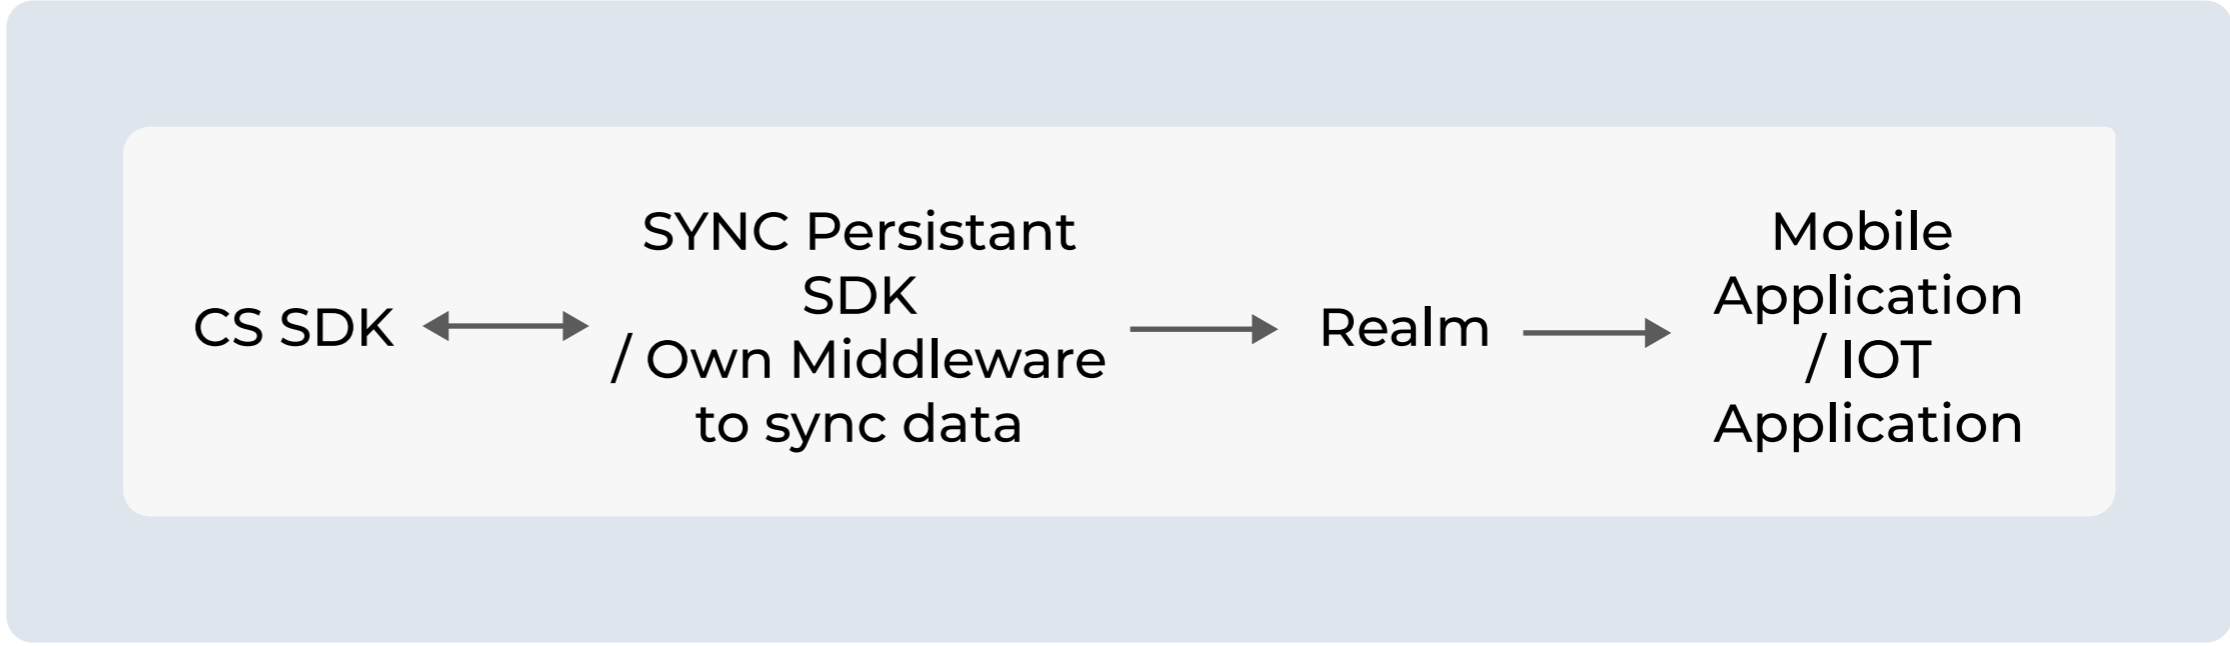 CS SDK
SYNC Persistant
SDK
/ Own Middleware
to sync data
Realm
Mobile
Application
/ IOT
Application